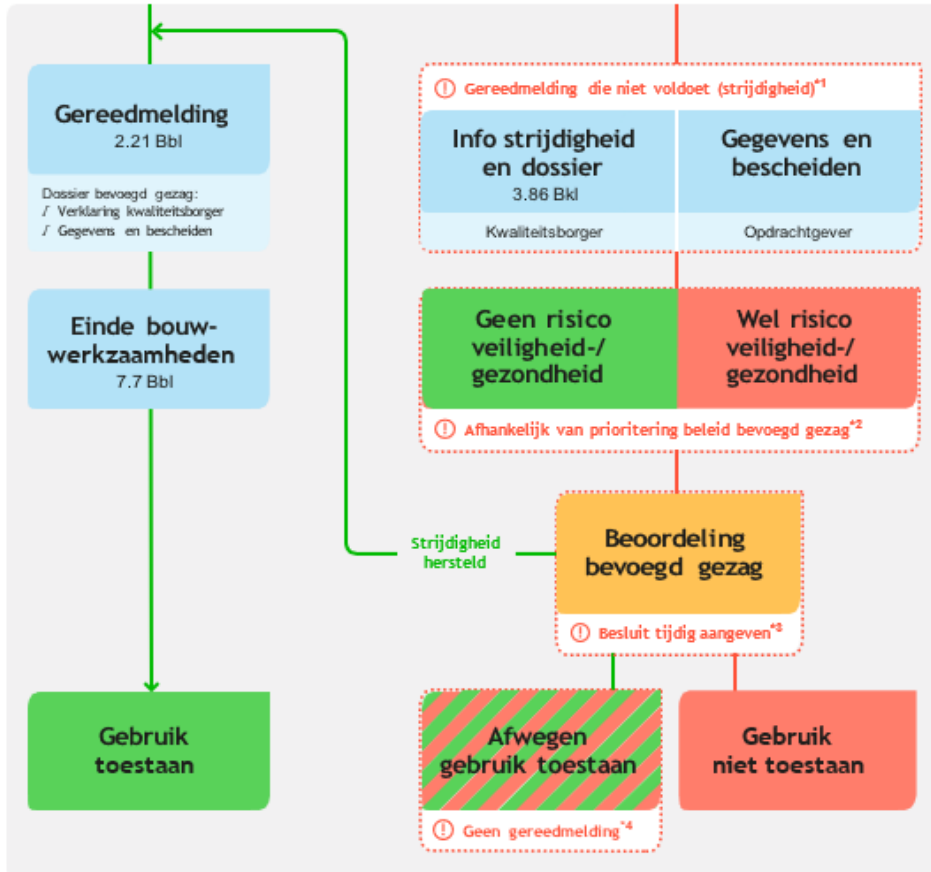 Gereedmelding
2.21 Bbl
Dossier bevoegd gezag:
/ Verklaring kwaliteitsborger
/ Gegevens en bescheiden
Einde bouw-
werkzaamheden
7.7 Bbl
Gebruik
toestaan
Strijdigheid
hersteld
Gereedmelding die niet voldoet (strijdigheid)*1
Info strijdigheid
en dossier
3.86 Bkl
Kwaliteitsborger
Gegevens en
bescheiden
Opdrachtgever
Geen risico
veiligheid-/
gezondheid
Wel risico
veiligheid-/
gezondheid
Afhankelijk van prioritering beleid bevoegd gezag*2
Beoordeling
bevoegd gezag
Besluit tijdig aangeven*3
Afwegen
gebruik toestaan
Geen gereedmelding*4
Gebruik
niet toestaan